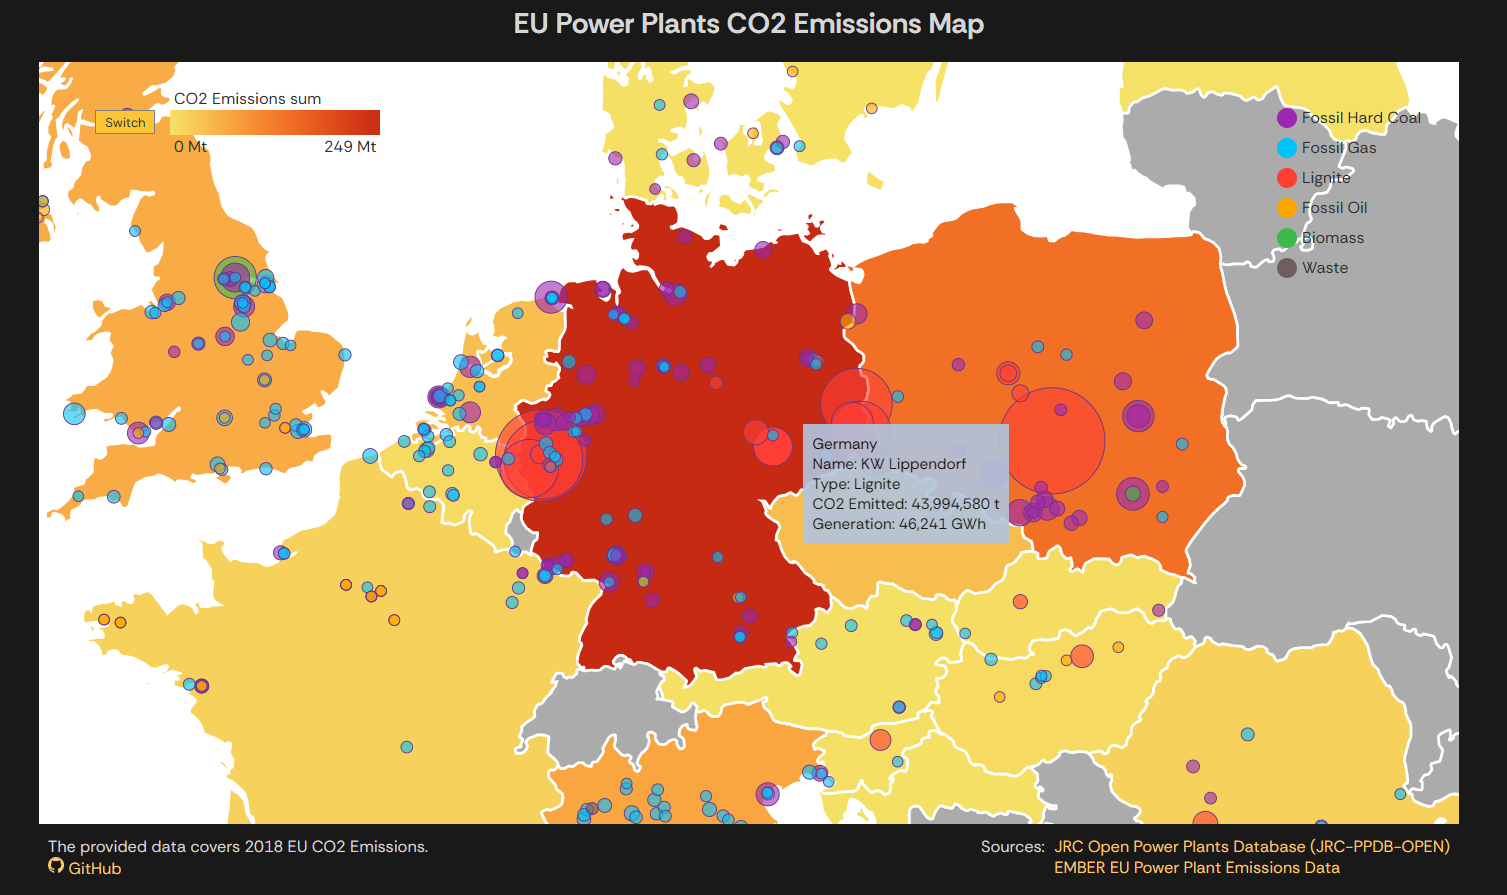 EU Power Plants CO2 Emissions Map
CO2 Emissions sum
Switch
0 Mt 249 Mt
Fossil Hard Coal
Fossil Gas
Lignite
Fossil Oil
Biomass
Waste
Germany
Name: KW Lippendorf
Type: Lignite
CO2 Emitted: 43,994,580 t
Generation: 46,241 GWh
The provided data covers 2018 EU CO2 Emissions.
GitHub
Sources: JRC Open Power Plants Database (JRC-PPDB-OPEN)
EMBER EU Power Plant Emissions Data